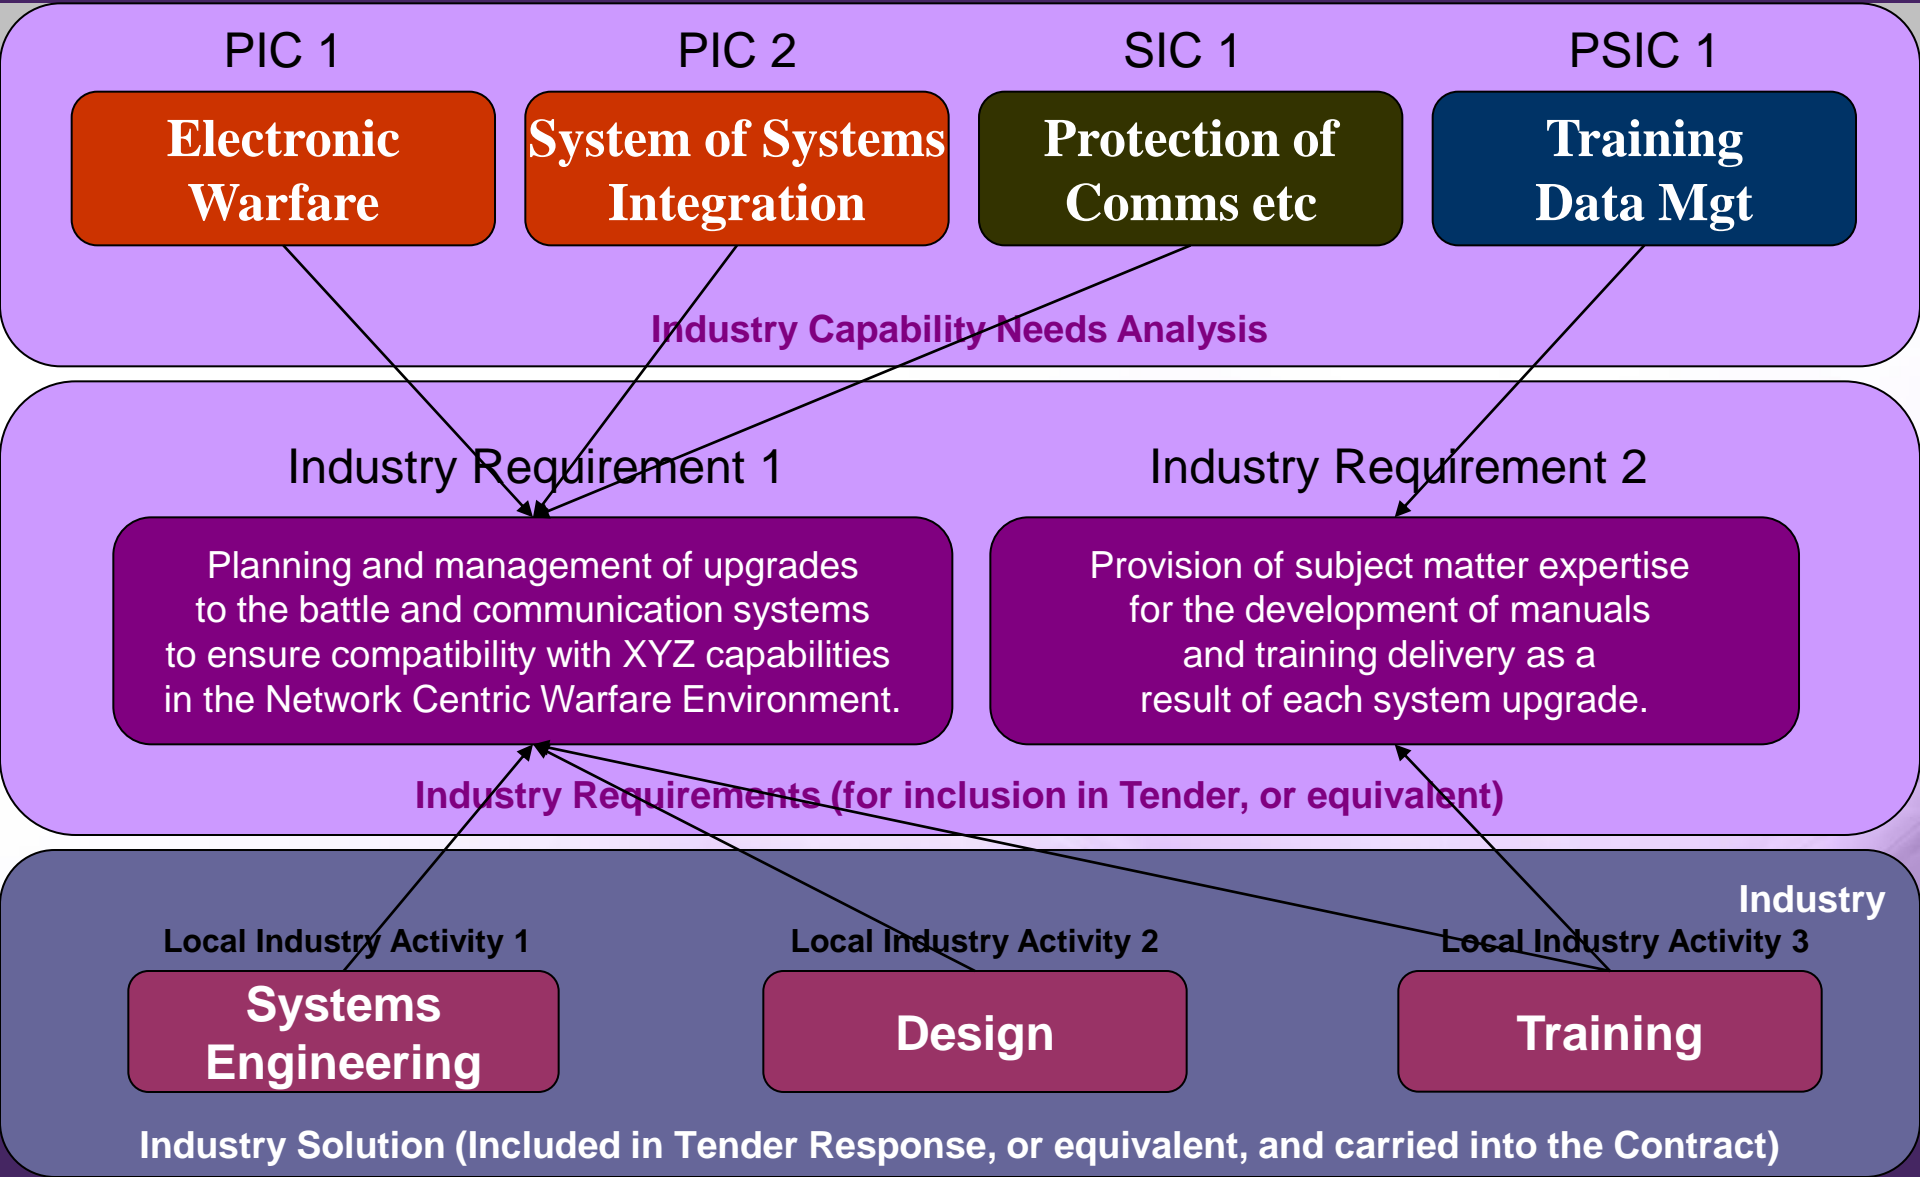 PIC 1
PIC 2
SIC 1
PSIC 1
Electronic
Warfare
System of Systems
Integration
Protection of
Comms etc
Training
Data Mgt
Industry Capability Needs Analysis
Industry Requirement 1
Industry Requirement 2
Planning and management of upgrades
to the battle and communication systems
to ensure compatibility with XYZ capabilities
in the Network Centric Warfare Environment.
Provision of subject matter expertise
for the development of manuals
and training delivery as a
result of each system upgrade.
Industry Requirements (for inclusion in Tender, or equivalent)
Industry
Local Industry Activity 1
Local Industry Activity 2
Local Industry Activity 3
Systems
Engineering
Design
Training
Industry Solution (Included in Tender Response, or equivalent, and carried into the Contract)